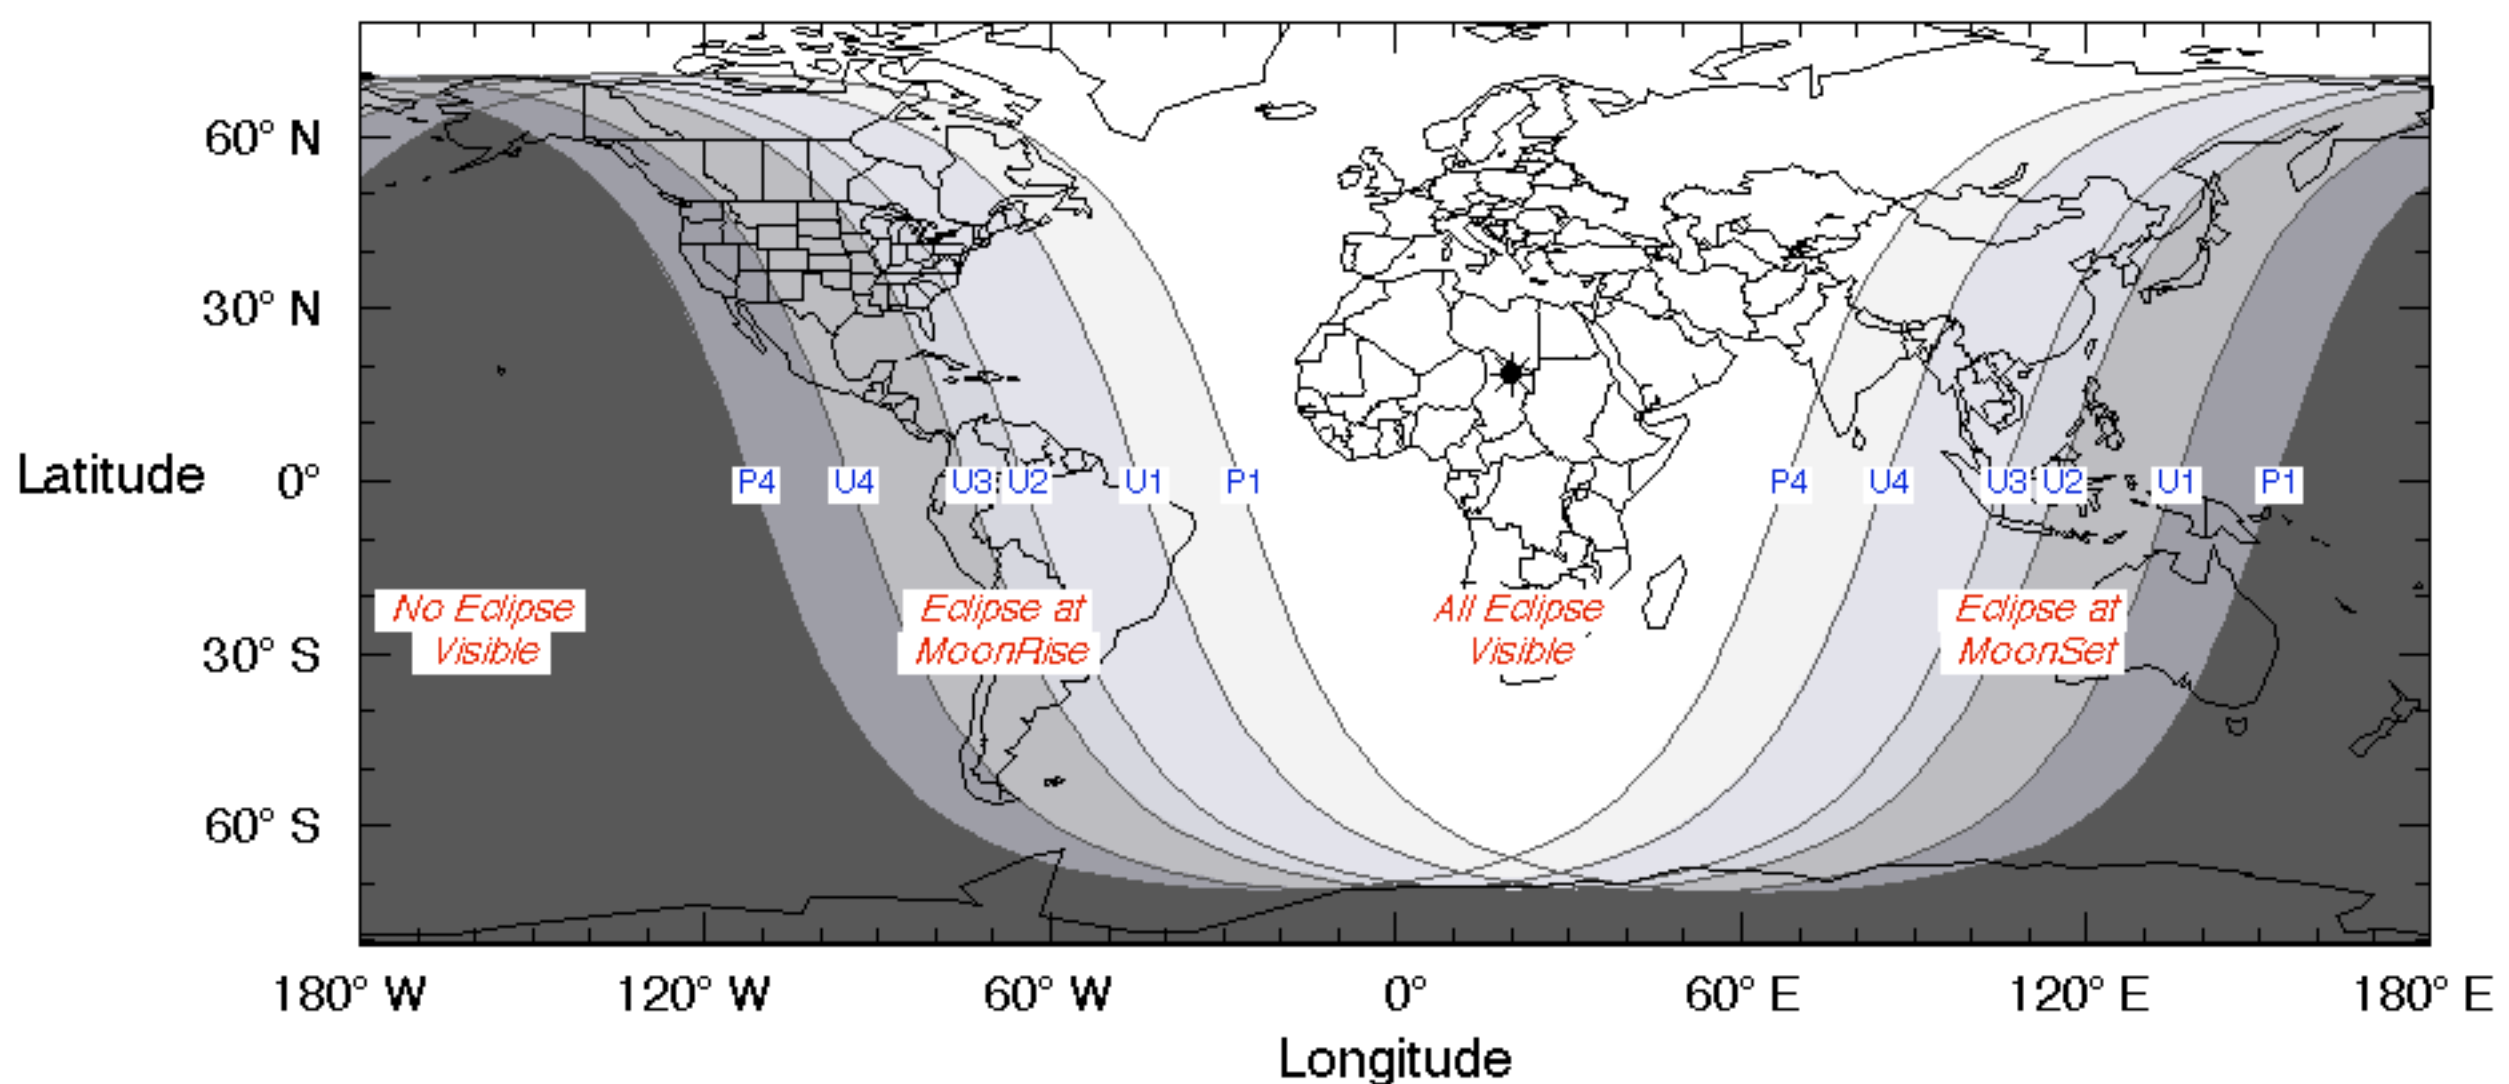 60° N
30° N
Latitude 0°
P4 U4 U3 U2 U1 P1 P4 U4 U3 U2 U1 P1
No Eclipse Visible
Eclipse at MoonRise
All Eclipse Visible
Eclipse at MoonSet
30° S
60° S
180° W 120° W 60° W 0° 60° E 120° E 180° E
Longitude